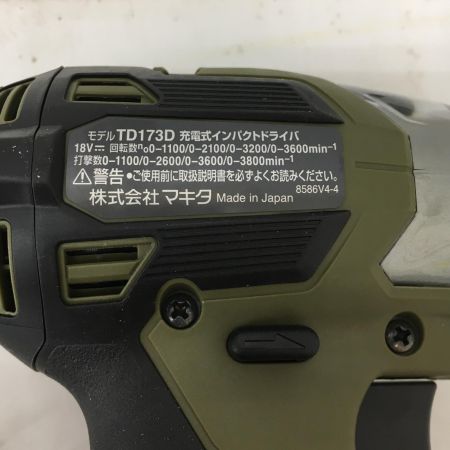 モデル TD173D 充電式インパクトドライバ
18V⎓ 回転数n₀0-1100/0-2100/0-3200/0-3600min⁻¹
打撃数0-1100/0-2600/0-3600/0-3800min⁻¹
⚠警告 ●ご使用前に取扱説明書を必ずよくお読みください。
株式会社 マキタ Made in Japan
8586V4-4